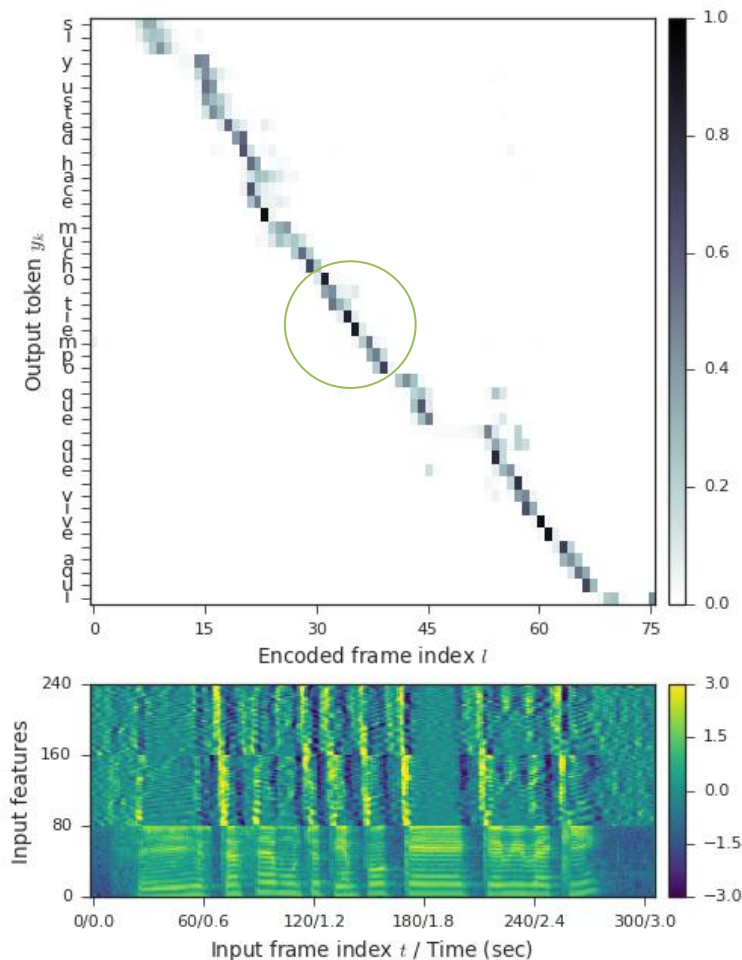 s
i
y
u
s
t
e
d
h
a
c
e
m
u
c
h
o
t
i
e
m
p
o
q
u
e
q
u
e
v
i
v
e
a
q
u
i
Output token y_k
1.0
0.8
0.6
0.4
0.2
0.0
0 15 30 45 60 75
Encoded frame index l
240
160
80
0
Input features
3.0
1.5
0.0
−1.5
−3.0
0/0.0 60/0.6 120/1.2 180/1.8 240/2.4 300/3.0
Input frame index t / Time (sec)